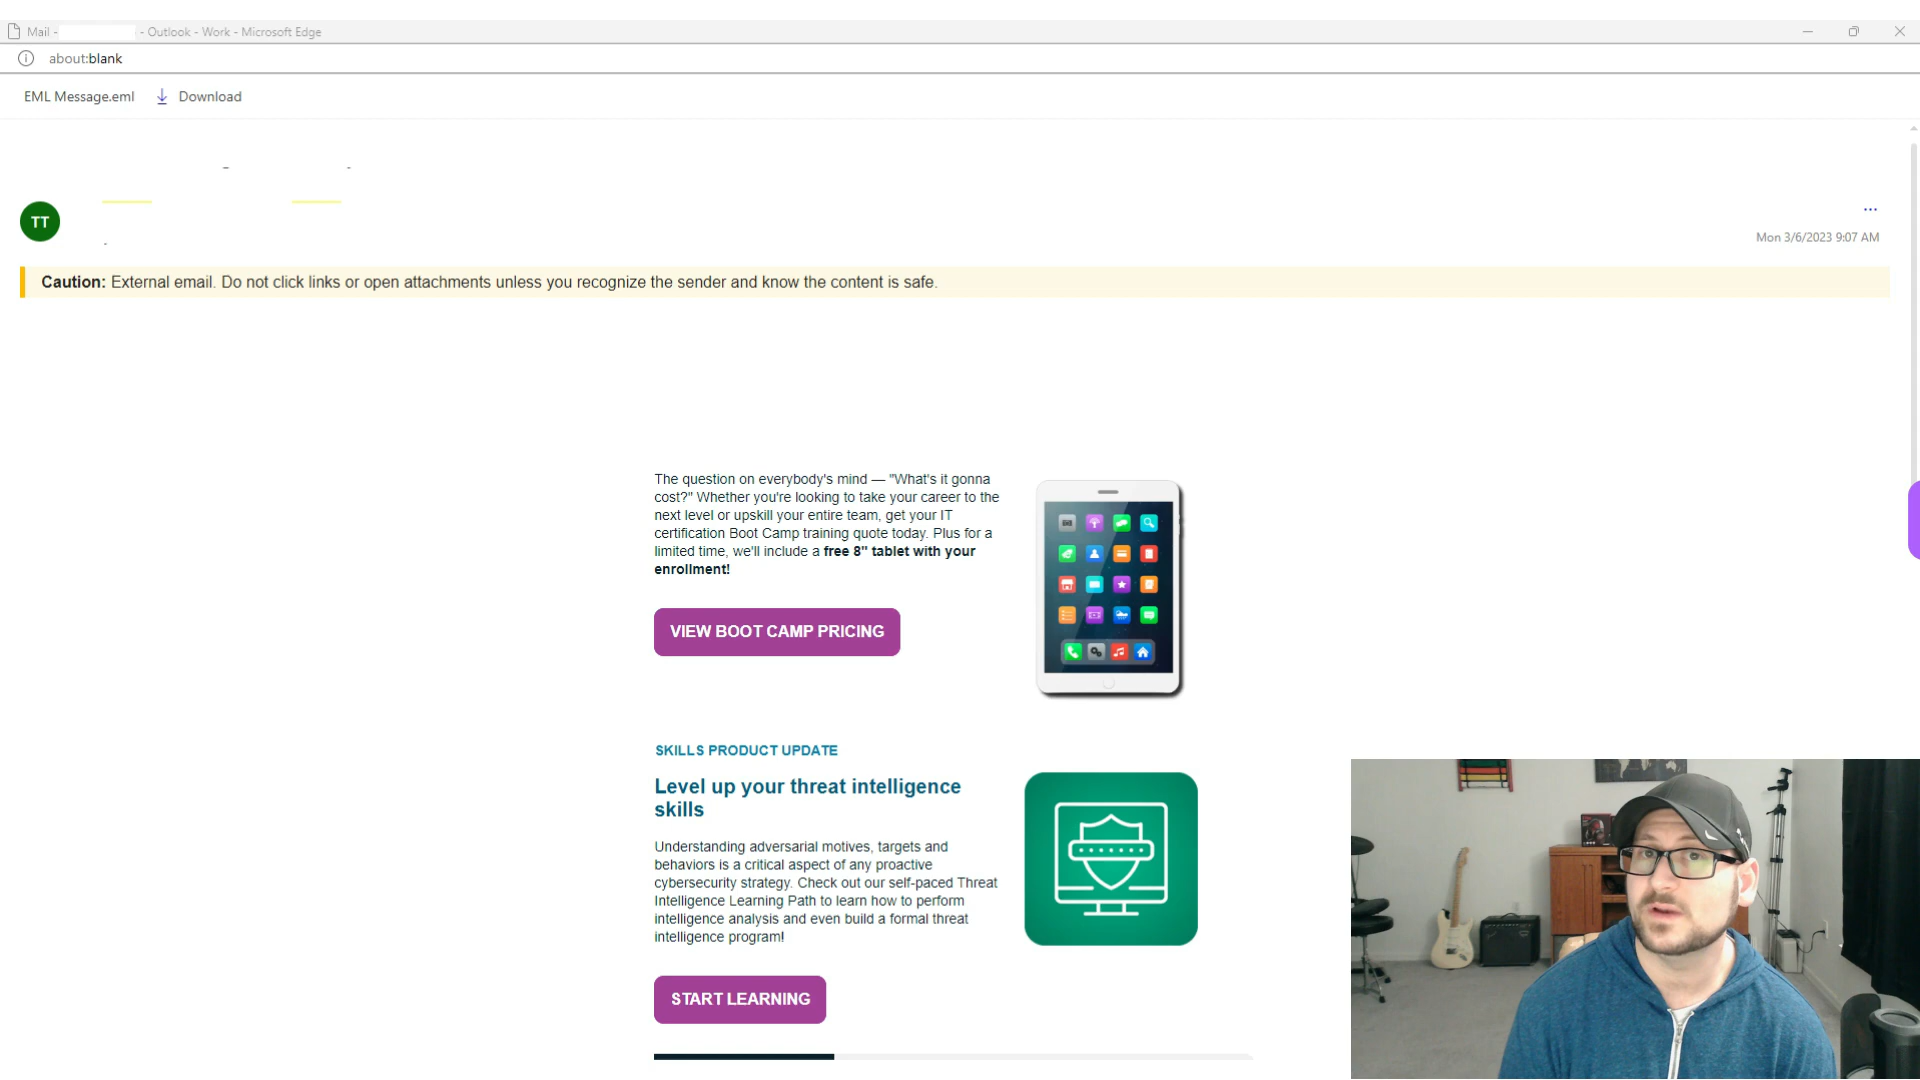 Mail -
- Outlook - Work - Microsoft Edge
about:blank
EML Message.eml
Download
TT
...
Mon 3/6/2023 9:07 AM
Caution: External email. Do not click links or open attachments unless you recognize the sender and know the content is safe.
The question on everybody's mind — "What's it gonna
cost?" Whether you're looking to take your career to the
next level or upskill your entire team, get your IT
certification Boot Camp training quote today. Plus for a
limited time, we'll include a free 8" tablet with your
enrollment!
VIEW BOOT CAMP PRICING
SKILLS PRODUCT UPDATE
Level up your threat intelligence
skills
Understanding adversarial motives, targets and
behaviors is a critical aspect of any proactive
cybersecurity strategy. Check out our self-paced Threat
Intelligence Learning Path to learn how to perform
intelligence analysis and even build a formal threat
intelligence program!
START LEARNING